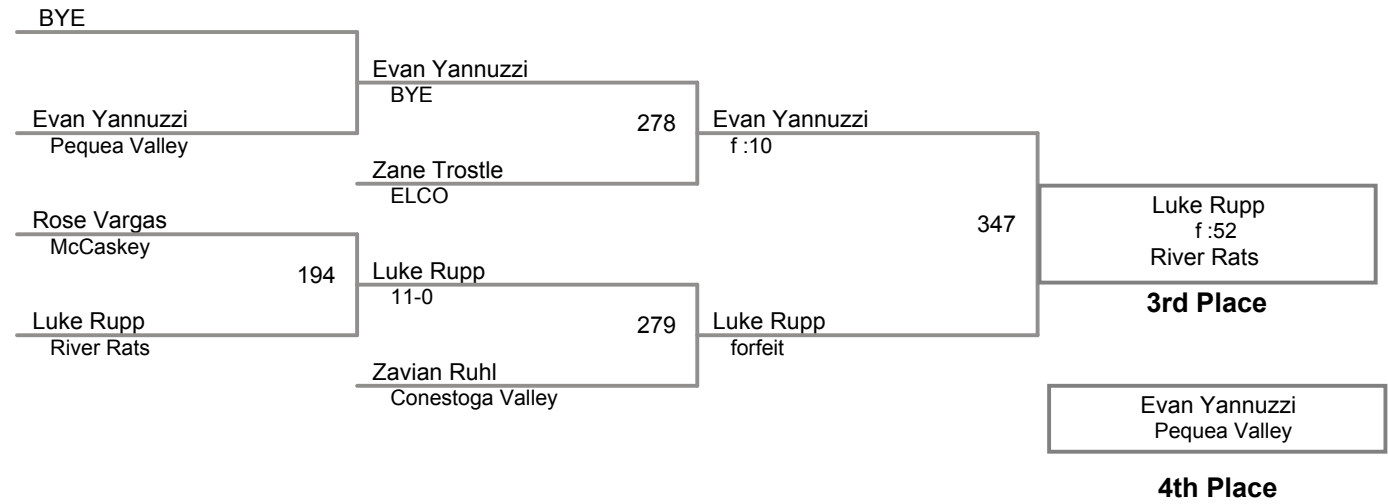 BYE
Evan Yannuzzi
BYE
Evan Yannuzzi
Pequea Valley
278
Evan Yannuzzi
f :10
Zane Trostle
ELCO
Rose Vargas
McCaskey
194
Luke Rupp
11-0
Luke Rupp
River Rats
279
Luke Rupp
forfeit
Zavian Ruhl
Conestoga Valley
347
Luke Rupp
f :52
River Rats
3rd Place
Evan Yannuzzi
Pequea Valley
4th Place